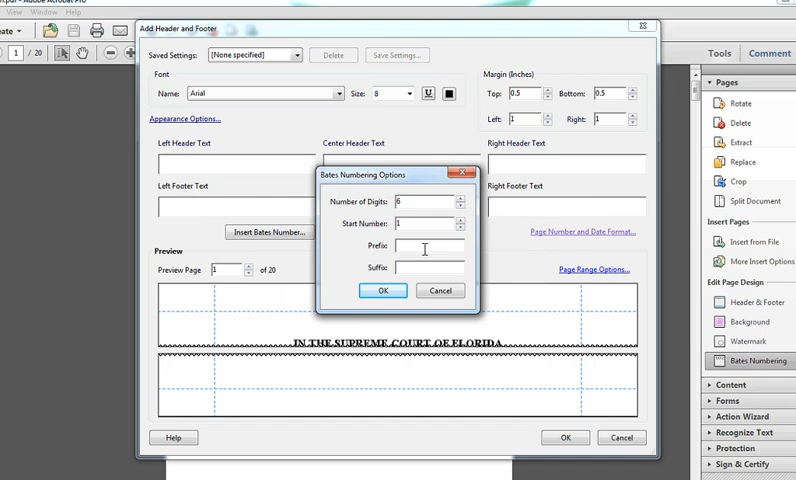 View Window Help
Create
1 / 20
Tools Comment
Add Header and Footer
Saved Settings: [None specified] Delete Save Settings...
Font
Name: Arial Size: 8 U
Margin (Inches)
Top: 0.5 Bottom: 0.5
Left: 1 Right: 1
Appearance Options...
Left Header Text Center Header Text Right Header Text
Left Footer Text Right Footer Text
Insert Bates Number... Page Number and Date Format...
Preview
Preview Page 1 of 20 Page Range Options...
IN THE SUPREME COURT OF FLORIDA
Help OK Cancel
Bates Numbering Options
Number of Digits: 6
Start Number: 1
Prefix:
Suffix:
OK Cancel
Pages
Rotate
Delete
Extract
Replace
Crop
Split Document
Insert Pages
Insert from File
More Insert Options
Edit Page Design
Header & Footer
Background
Watermark
Bates Numbering
Content
Forms
Action Wizard
Recognize Text
Protection
Sign & Certify